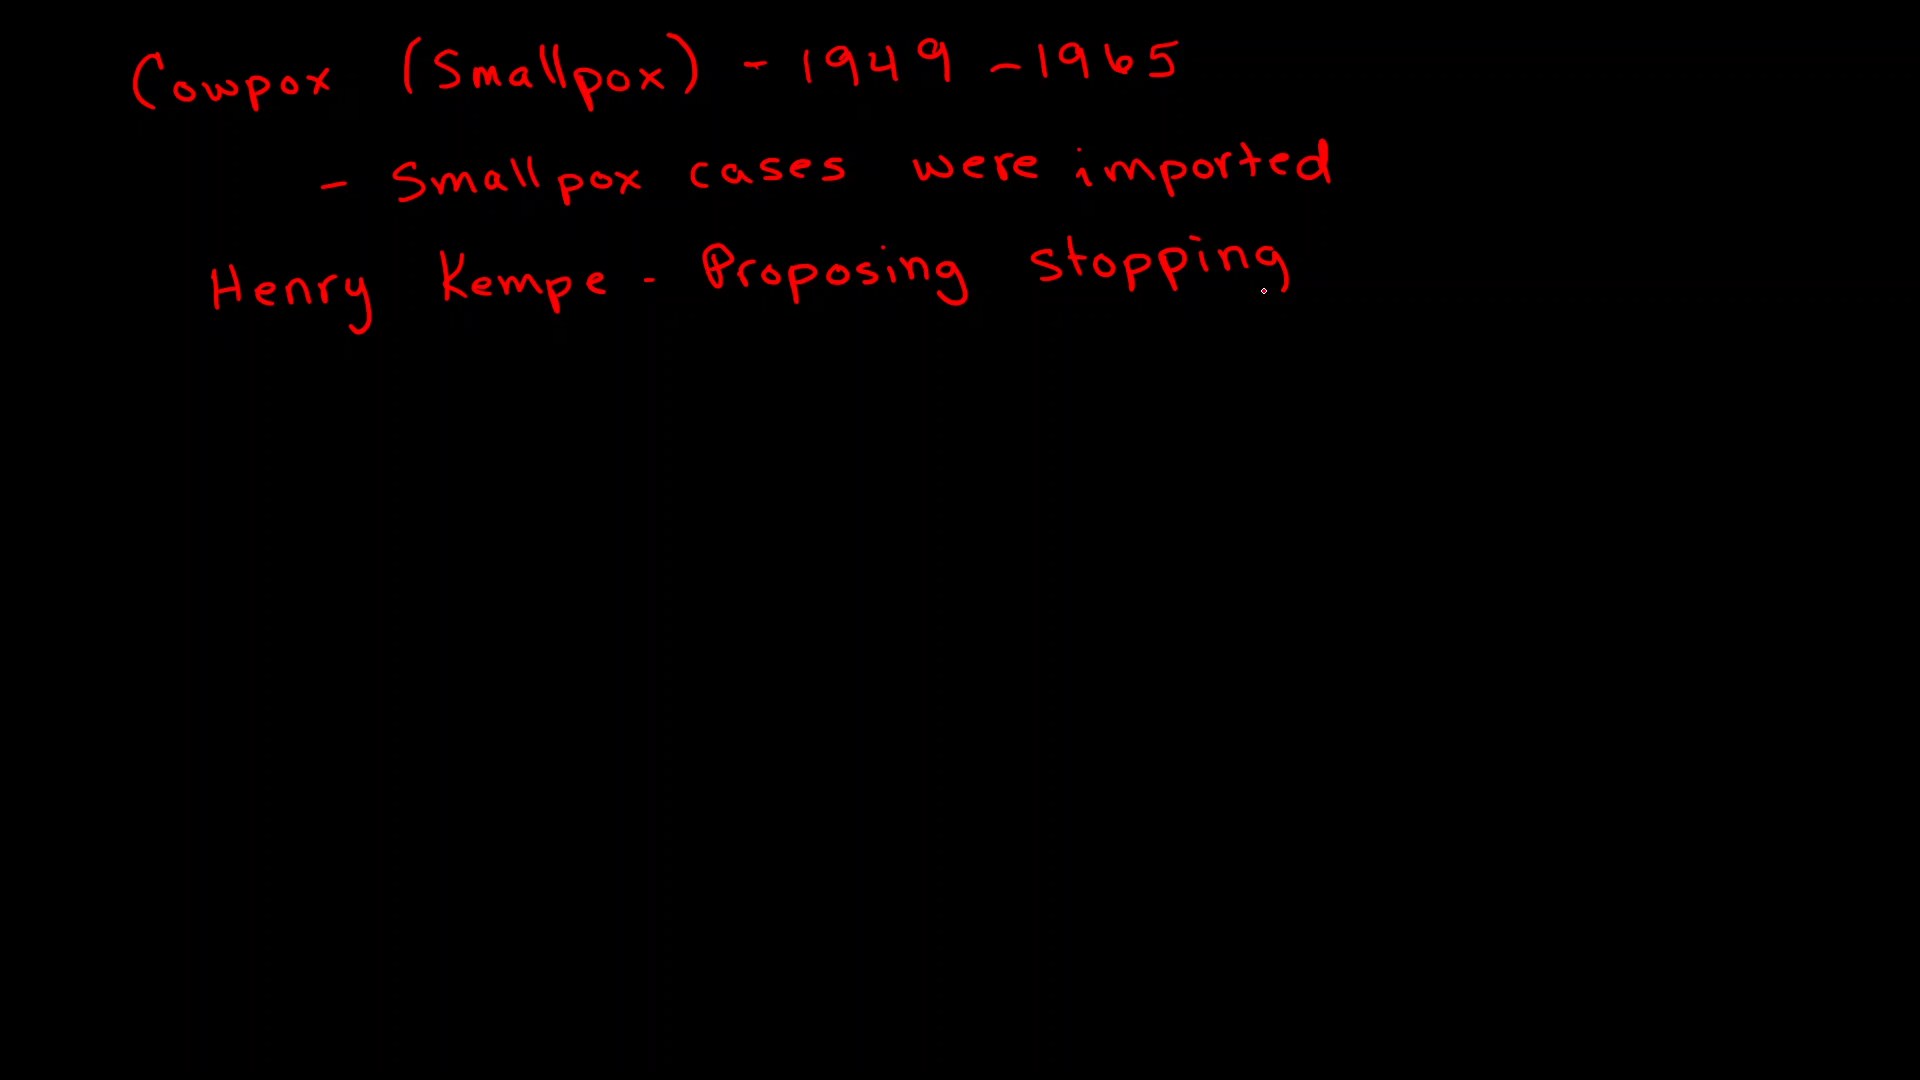 Cowpox (Smallpox) - 1949 - 1965
- Smallpox cases were imported
Henry Kempe - Proposing stopping